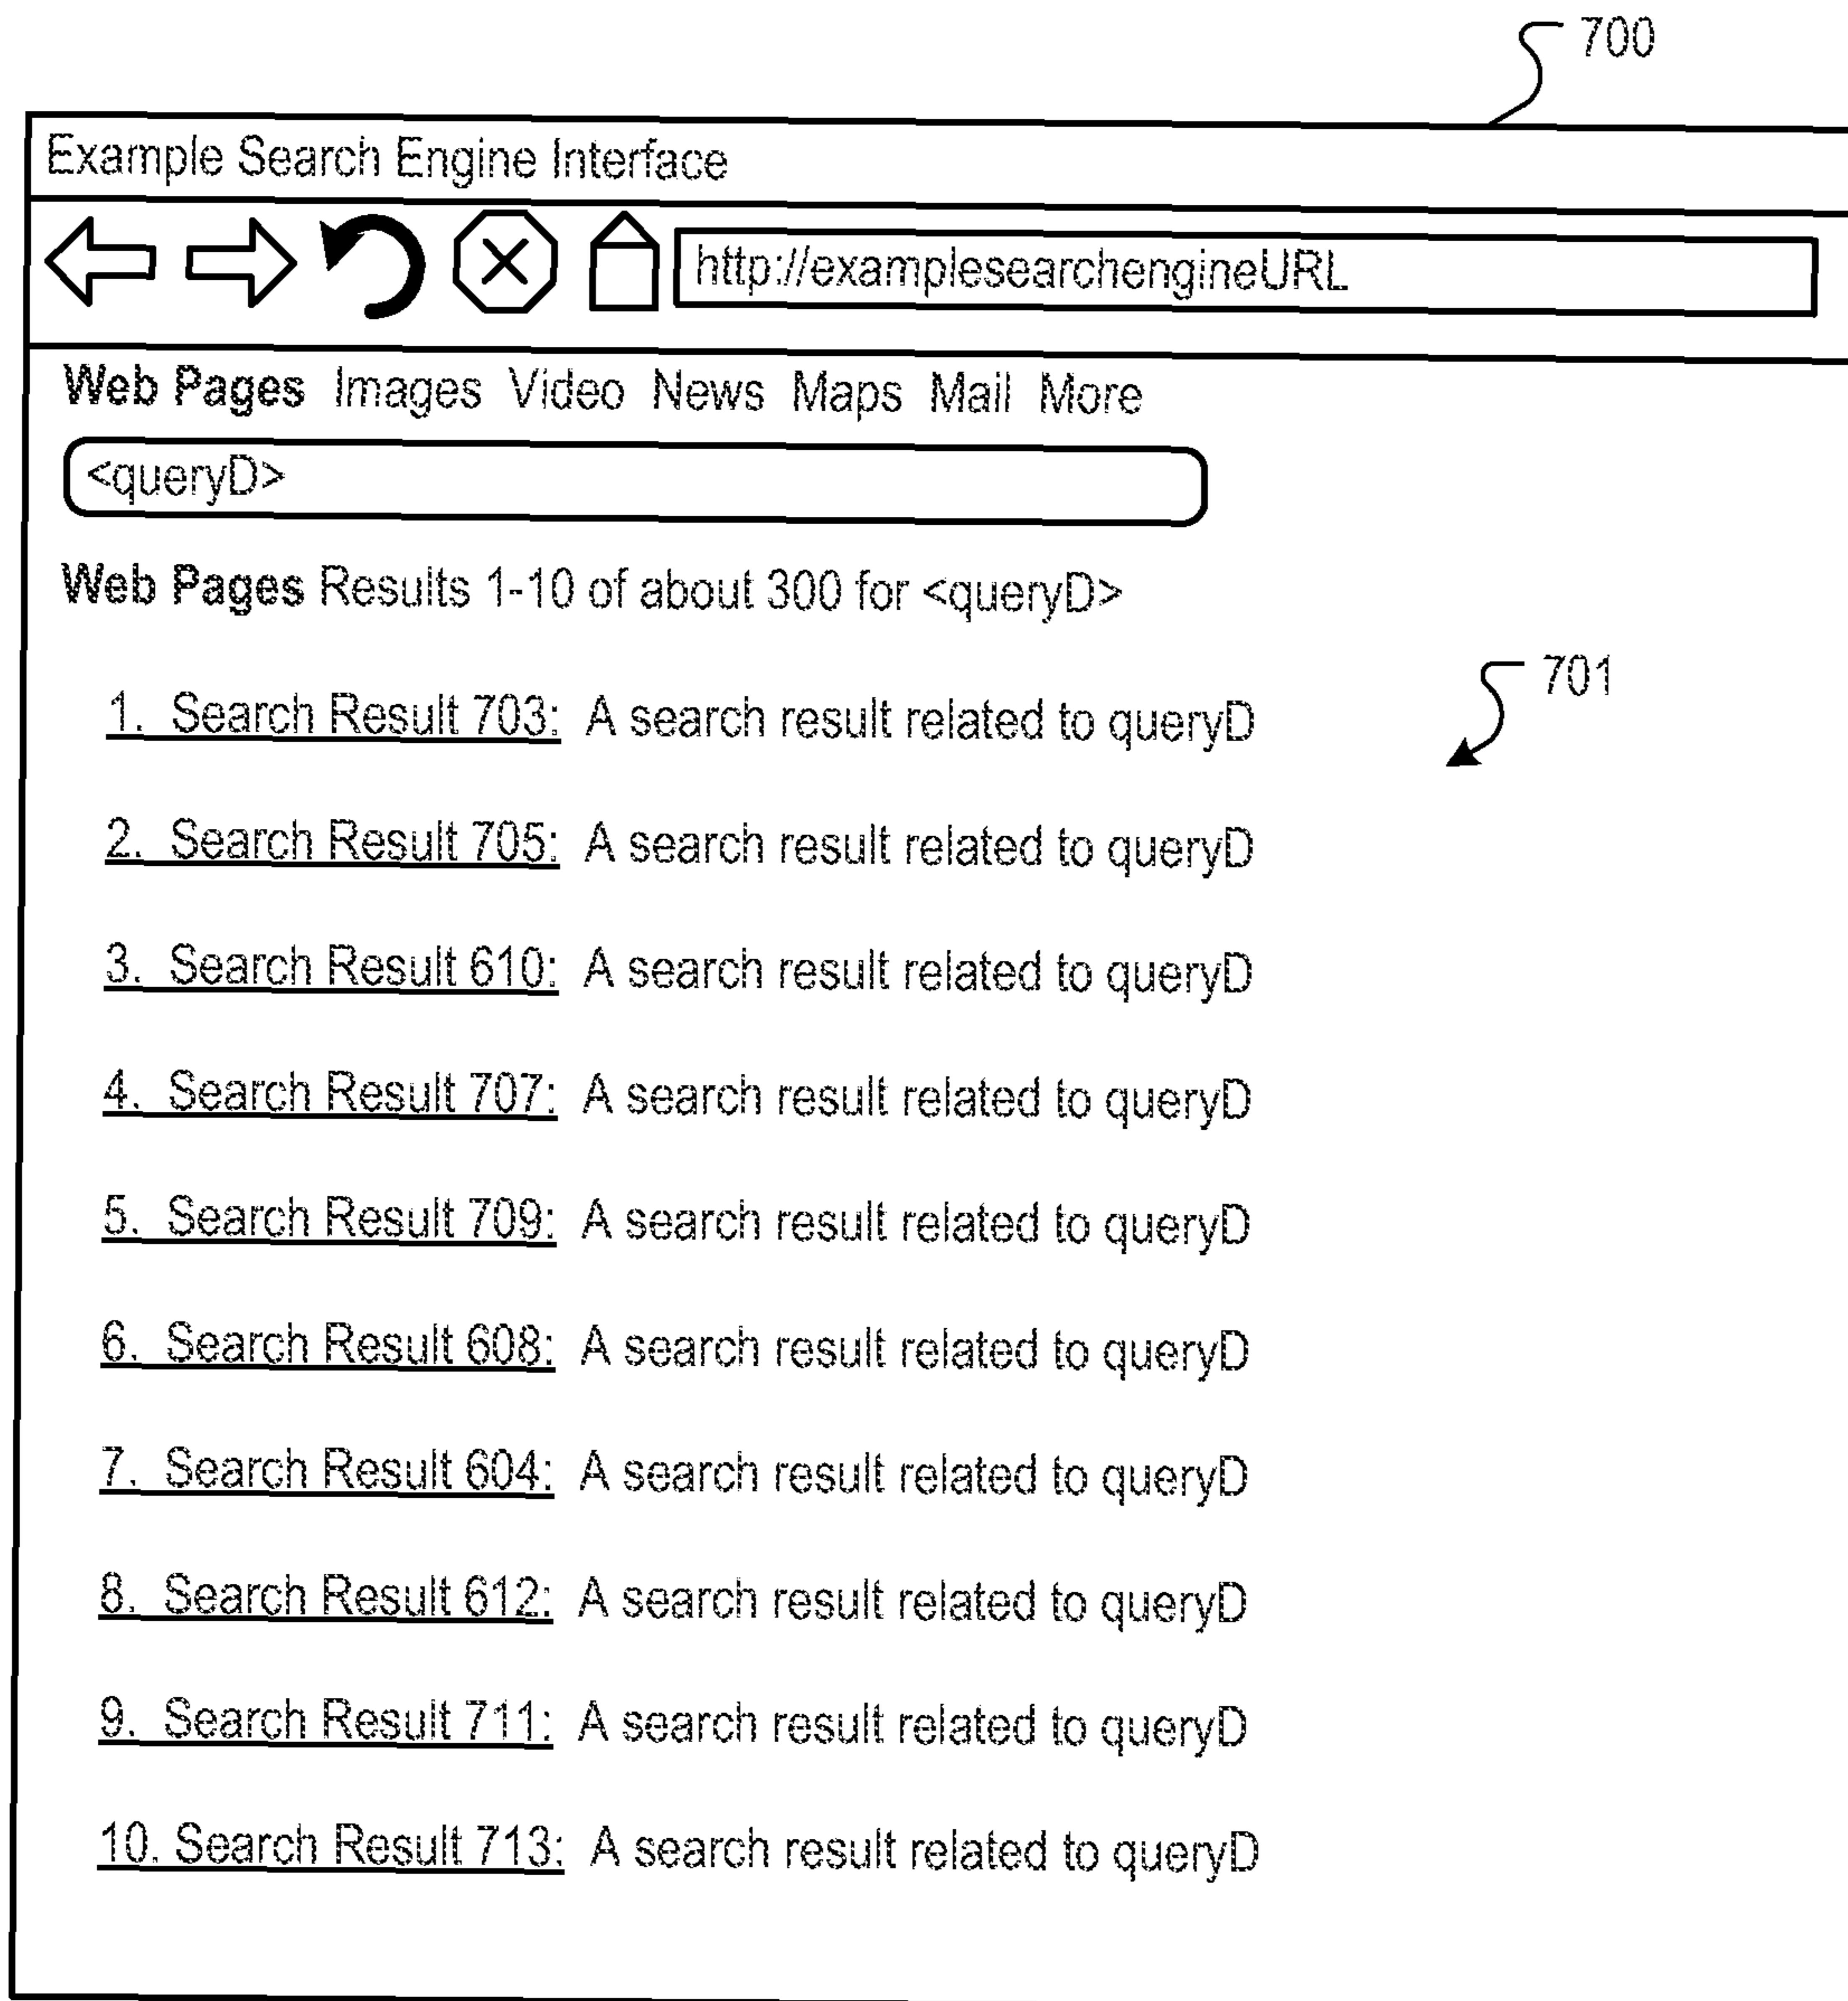 700
Example Search Engine Interface
http://examplesearchengineURL
Web Pages Images Video News Maps Mail More
<queryD>
Web Pages Results 1-10 of about 300 for <queryD>
701
1. Search Result 703: A search result related to queryD
2. Search Result 705: A search result related to queryD
3. Search Result 610: A search result related to queryD
4. Search Result 707: A search result related to queryD
5. Search Result 709: A search result related to queryD
6. Search Result 608: A search result related to queryD
7. Search Result 604: A search result related to queryD
8. Search Result 612: A search result related to queryD
9. Search Result 711: A search result related to queryD
10. Search Result 713: A search result related to queryD